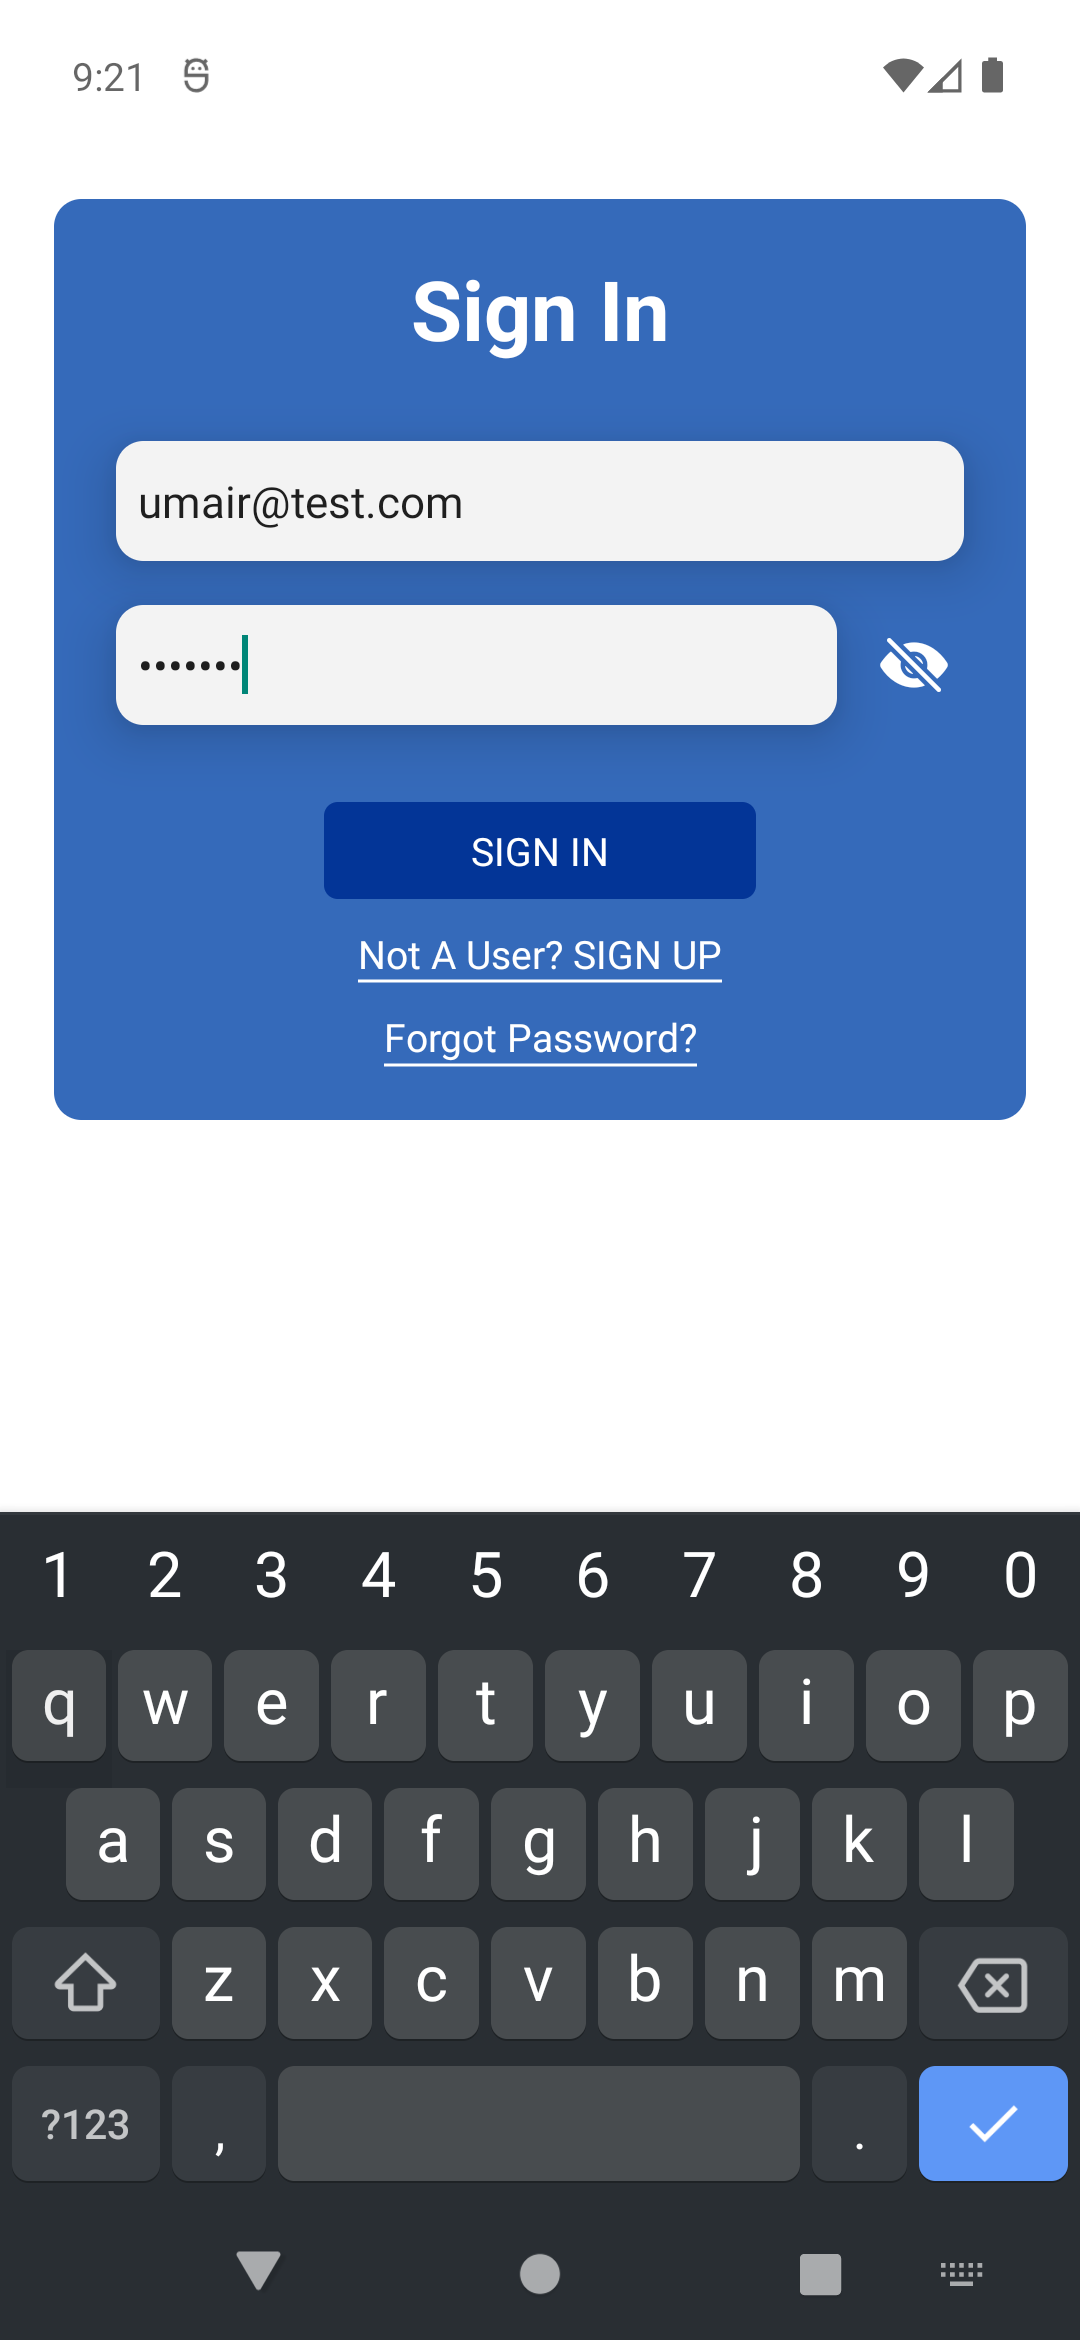 9:21
Sign In
umair@test.com
•••••••
SIGN IN
Not A User? SIGN UP
Forgot Password?
1 2 3 4 5 6 7 8 9 0
q w e r t y u i o p
a s d f g h j k l
z x c v b n m
?123 , .